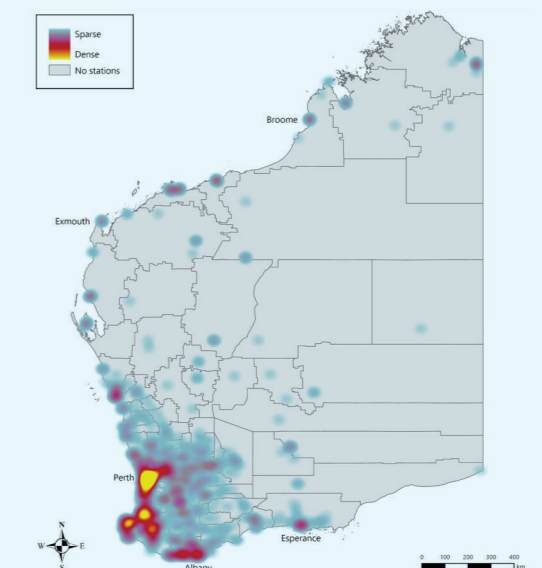 Sparse
Dense
No stations
Broome
Exmouth
Perth
Esperance
Albany
N
W
E
S
0 100 200 300 400
km